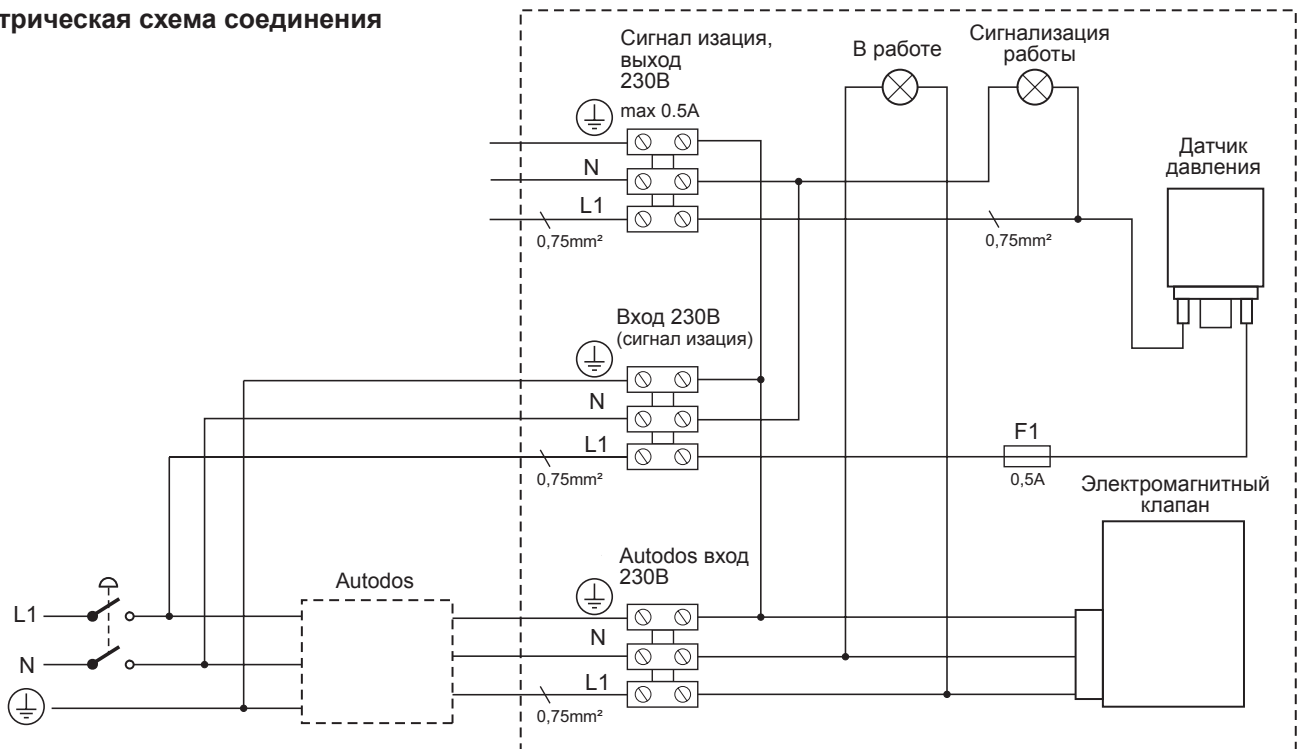 трическая схема соединения
Сигнал изация,
выход
230В
max 0.5A
N
L1
0,75mm²
В работе
Сигнализация
работы
0,75mm²
Датчик
давления
Вход 230В
(сигнал изация)
N
L1
0,75mm²
F1
0,5A
Электромагнитный
клапан
Autodos вход
230В
N
L1
0,75mm²
Autodos
L1
N